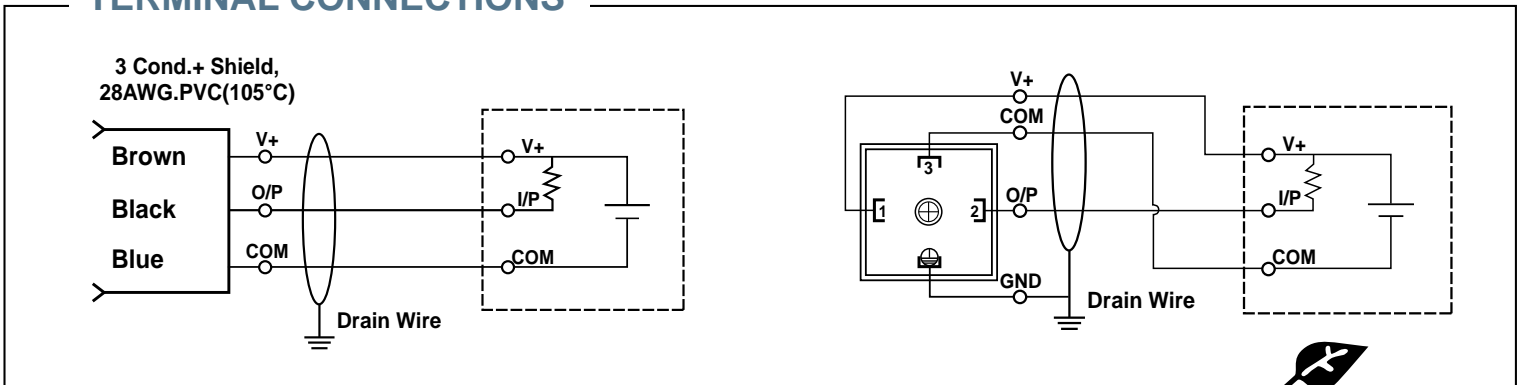 TERMINAL CONNECTIONS
3 Cond.+ Shield,
28AWG.PVC(105°C)
Brown
Black
Blue
V+
O/P
COM
Drain Wire
V+
I/P
COM
V+
COM
O/P
GND
1
2
3
Drain Wire
V+
I/P
COM